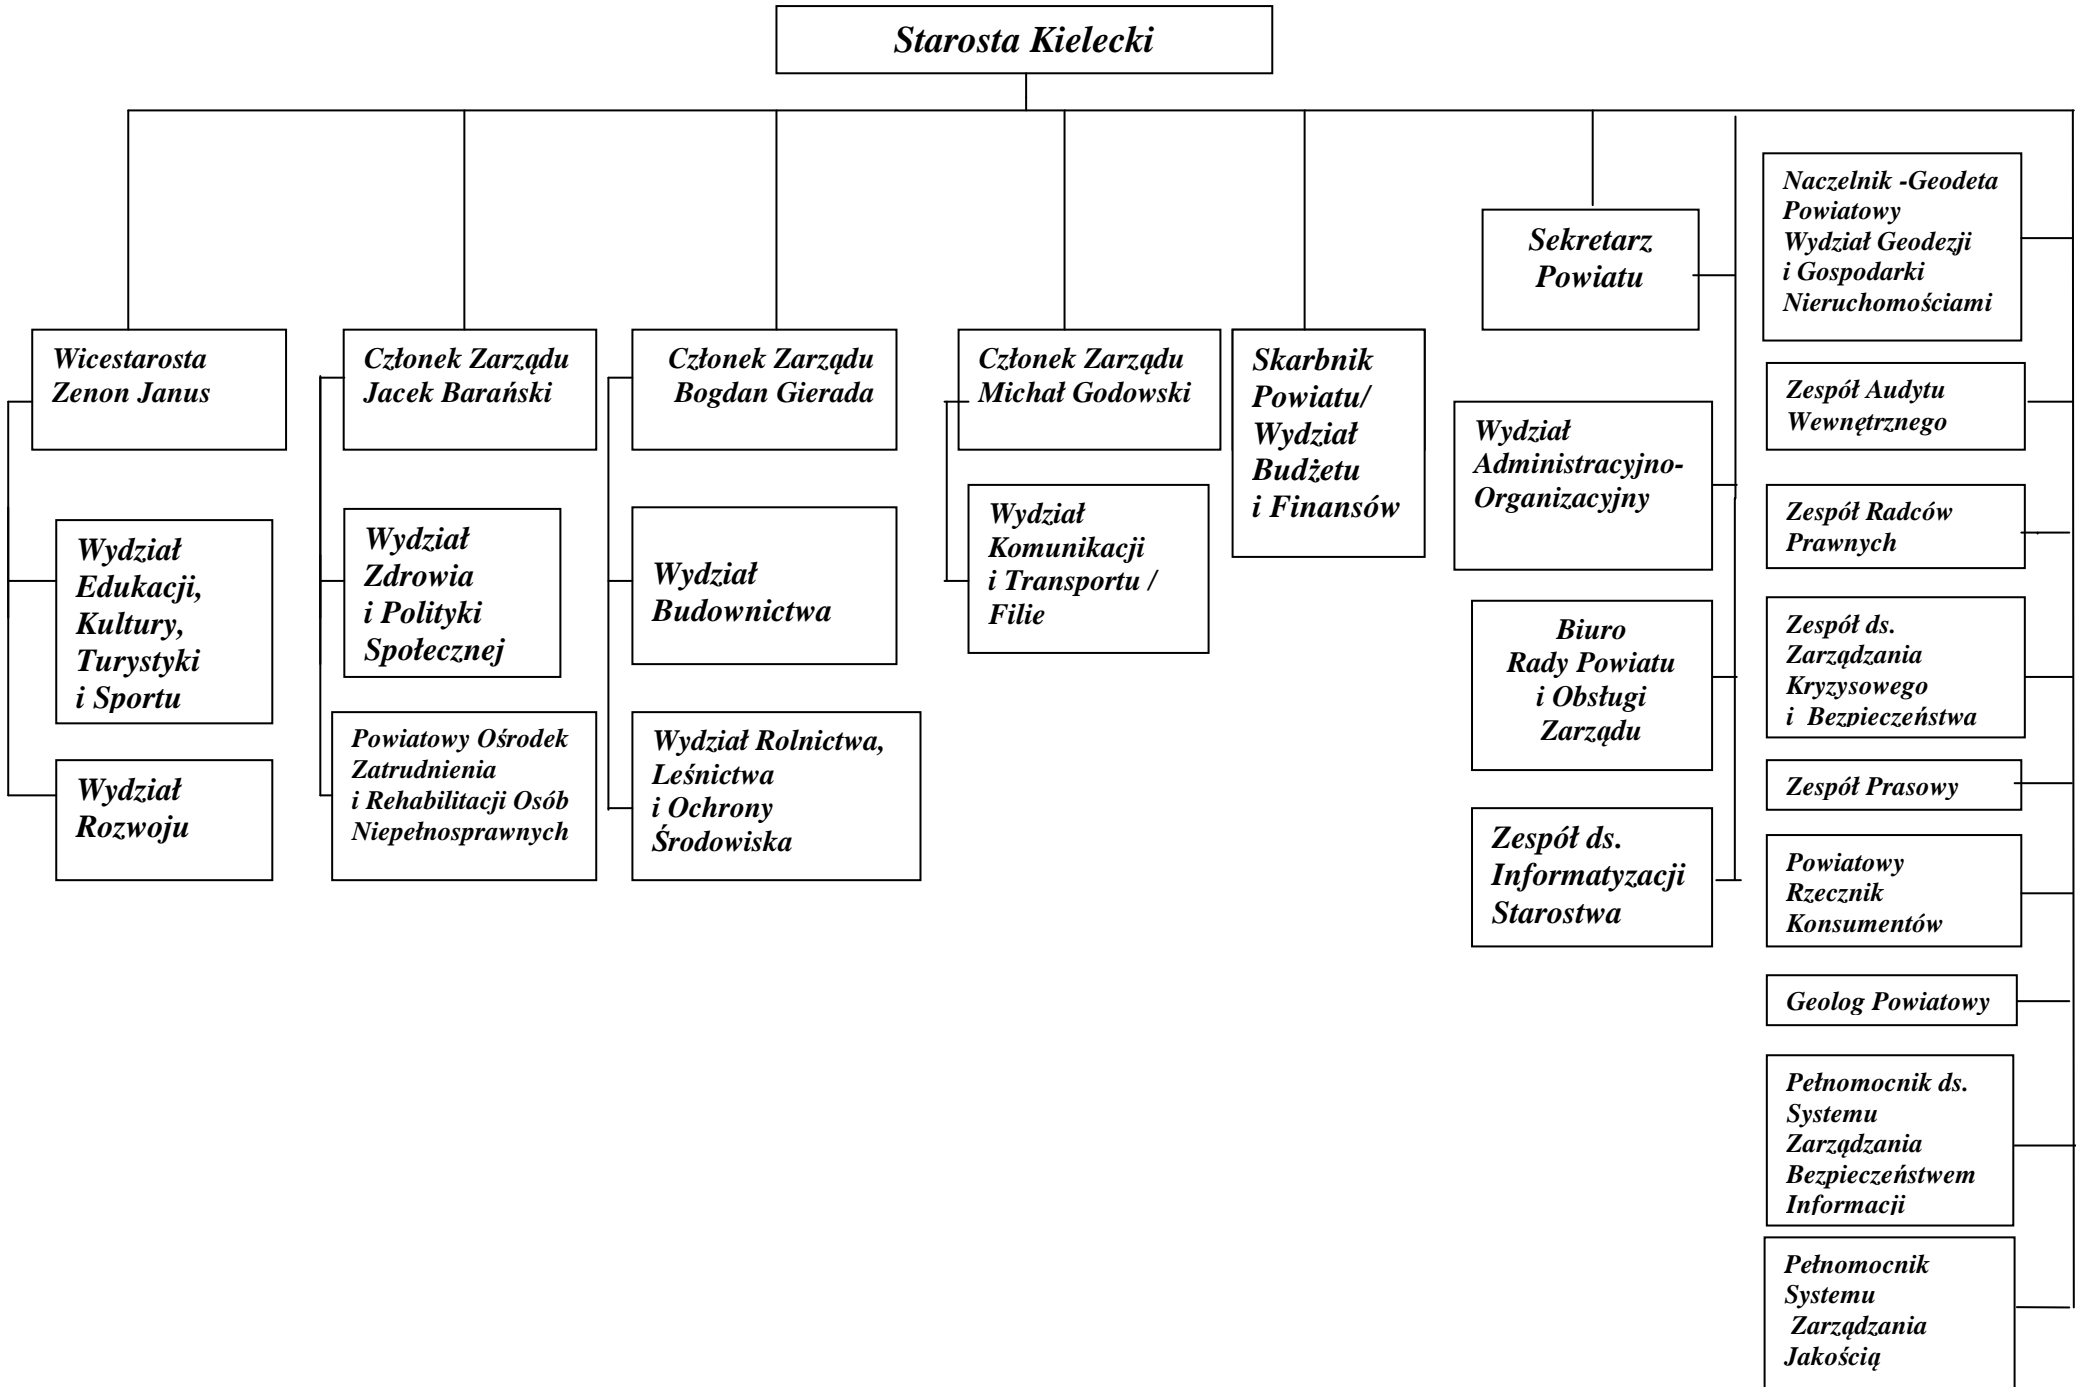 Starosta Kielecki
Wicestarosta
Zenon Janus
Wydział
Edukacji,
Kultury,
Turystyki
i Sportu
Wydział
Rozwoju
Członek Zarządu
Jacek Barański
Wydział
Zdrowia
i Polityki
Społecznej
Powiatowy Ośrodek
Zatrudnienia
i Rehabilitacji Osób
Niepełnosprawnych
Członek Zarządu
Bogdan Gierada
Wydział
Budownictwa
Wydział Rolnictwa,
Leśnictwa
i Ochrony
Środowiska
Członek Zarządu
Michał Godowski
Wydział
Komunikacji
i Transportu /
Filie
Skarbnik
Powiatu/
Wydział
Budżetu
i Finansów
Sekretarz
Powiatu
Wydział
Administracyjno-
Organizacyjny
Biuro
Rady Powiatu
i Obsługi
Zarządu
Zespół ds.
Informatyzacji
Starostwa
Naczelnik -Geodeta
Powiatowy
Wydział Geodezji
i Gospodarki
Nieruchomościami
Zespół Audytu
Wewnętrznego
Zespół Radców
Prawnych
Zespół ds.
Zarządzania
Kryzysowego
i Bezpieczeństwa
Zespół Prasowy
Powiatowy
Rzecznik
Konsumentów
Geolog Powiatowy
Pełnomocnik ds.
Systemu
Zarządzania
Bezpieczeństwem
Informacji
Pełnomocnik
Systemu
Zarządzania
Jakością